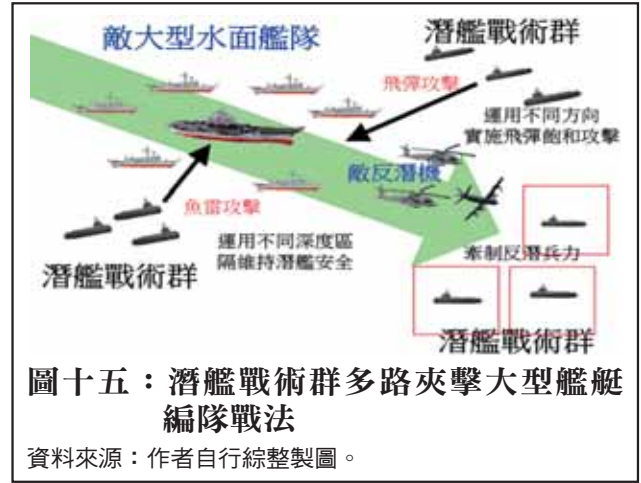 敵大型水面艦隊
潛艦戰術群
飛彈攻擊
運用不同方向
實施飛彈飽和攻擊
敵反潛機
魚雷攻擊
運用不同深度區
隔維持潛艦安全
潛艦戰術群
牽制反潛兵力
潛艦戰術群
圖十五：潛艦戰術群多路夾擊大型艦艇
編隊戰法
資料來源：作者自行綜整製圖。